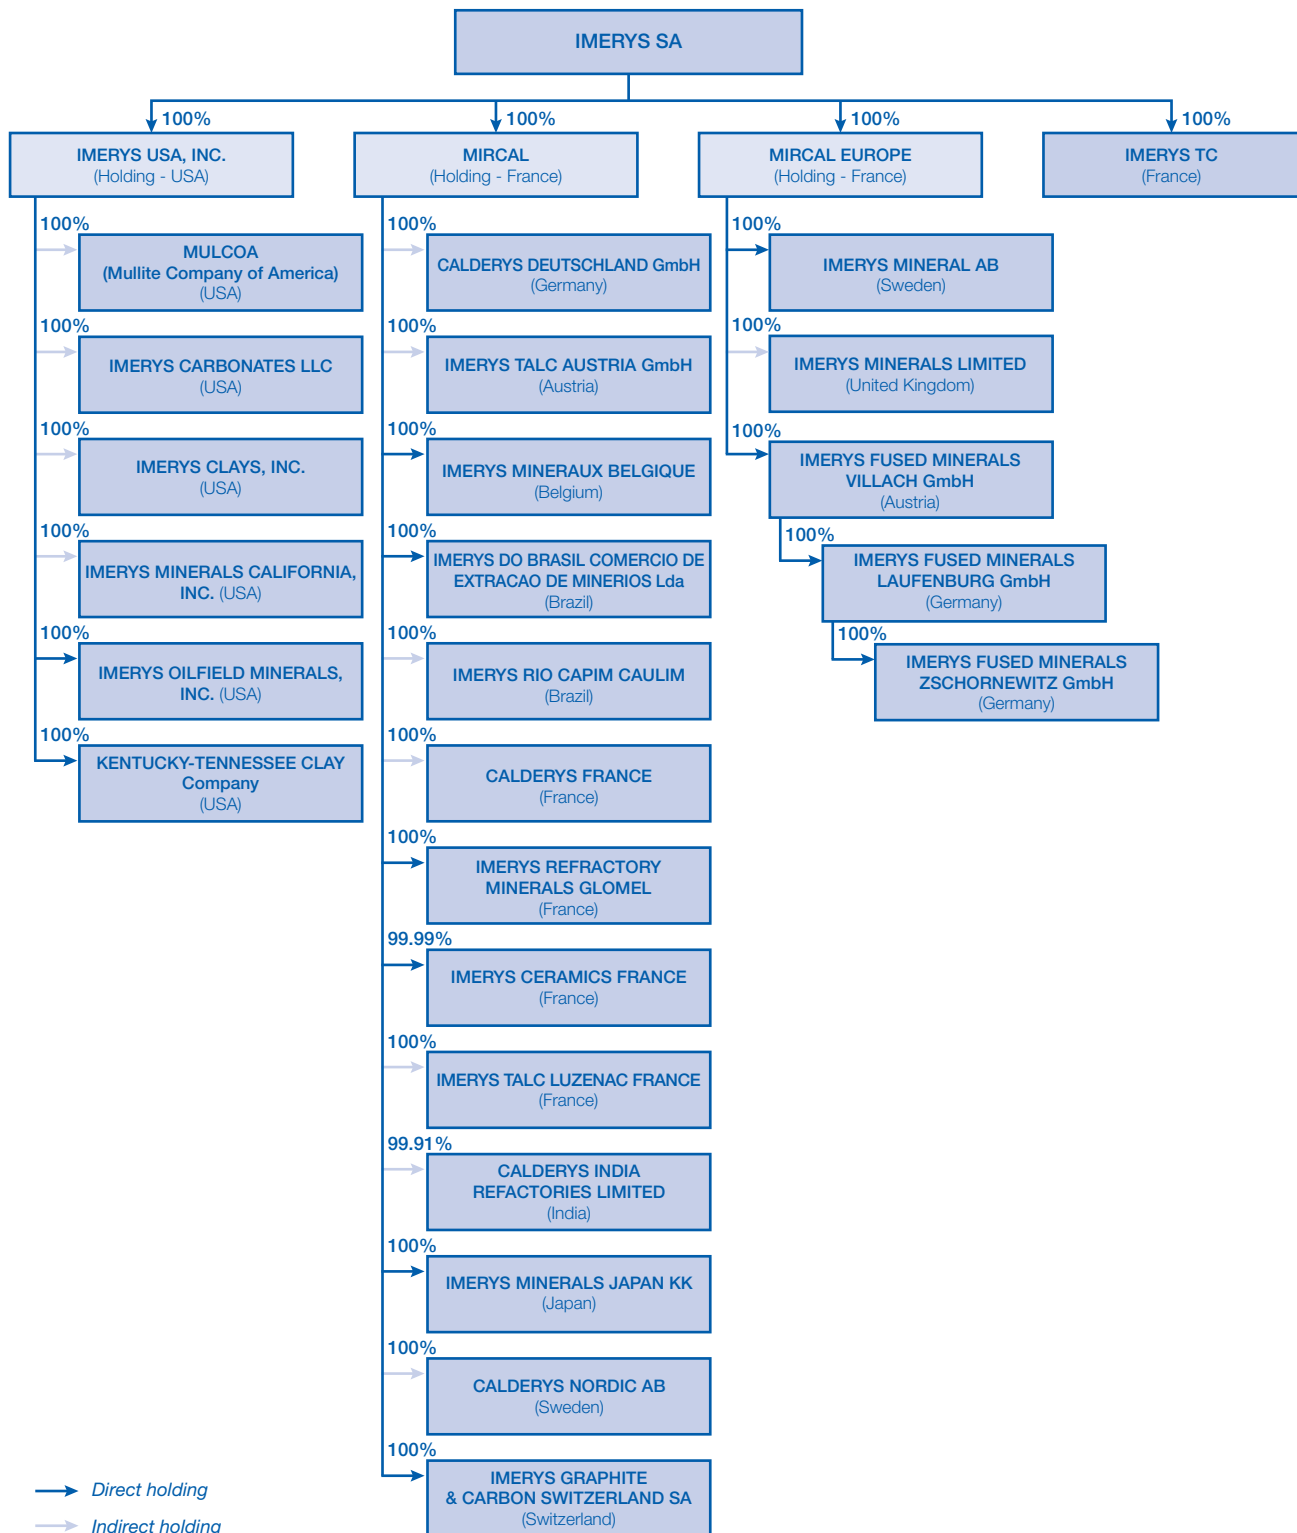 IMERYS SA
100%
100%
100%
100%
IMERYS USA, INC.
(Holding - USA)
MIRCAL
(Holding - France)
MIRCAL EUROPE
(Holding - France)
IMERYS TC
(France)
100%
MULCOA
(Mullite Company of America)
(USA)
100%
IMERYS CARBONATES LLC
(USA)
100%
IMERYS CLAYS, INC.
(USA)
100%
IMERYS MINERALS CALIFORNIA,
INC. (USA)
100%
IMERYS OILFIELD MINERALS,
INC. (USA)
100%
KENTUCKY-TENNESSEE CLAY
Company
(USA)
100%
CALDERYS DEUTSCHLAND GmbH
(Germany)
100%
IMERYS TALC AUSTRIA GmbH
(Austria)
100%
IMERYS MINERAUX BELGIQUE
(Belgium)
100%
IMERYS DO BRASIL COMERCIO DE
EXTRACAO DE MINERIOS Lda
(Brazil)
100%
IMERYS RIO CAPIM CAULIM
(Brazil)
100%
CALDERYS FRANCE
(France)
100%
IMERYS REFRACTORY
MINERALS GLOMEL
(France)
99.99%
IMERYS CERAMICS FRANCE
(France)
100%
IMERYS TALC LUZENAC FRANCE
(France)
99.91%
CALDERYS INDIA
REFACTORIES LIMITED
(India)
100%
IMERYS MINERALS JAPAN KK
(Japan)
100%
CALDERYS NORDIC AB
(Sweden)
100%
IMERYS GRAPHITE
& CARBON SWITZERLAND SA
(Switzerland)
100%
IMERYS MINERAL AB
(Sweden)
100%
IMERYS MINERALS LIMITED
(United Kingdom)
100%
IMERYS FUSED MINERALS
VILLACH GmbH
(Austria)
100%
IMERYS FUSED MINERALS
LAUFENBURG GmbH
(Germany)
100%
IMERYS FUSED MINERALS
ZSCHORNEWITZ GmbH
(Germany)
Direct holding
Indirect holding